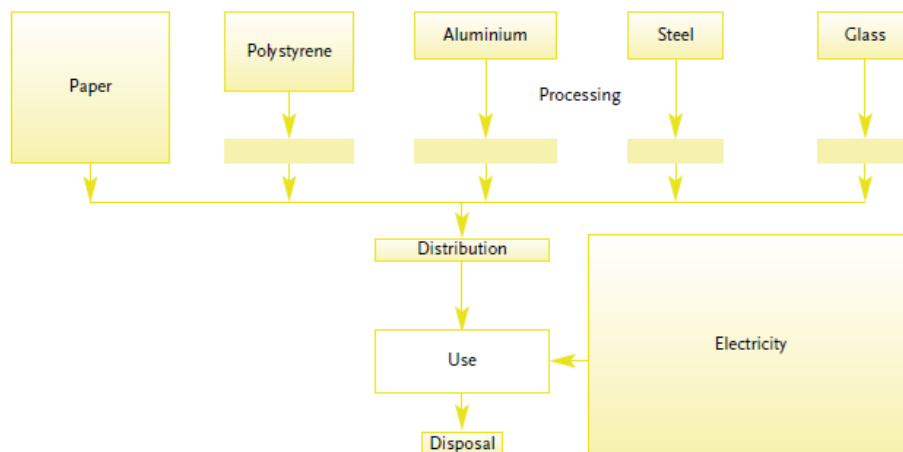 Paper
Polystyrene
Aluminium
Steel
Glass
Processing
Distribution
Use
Electricity
Disposal